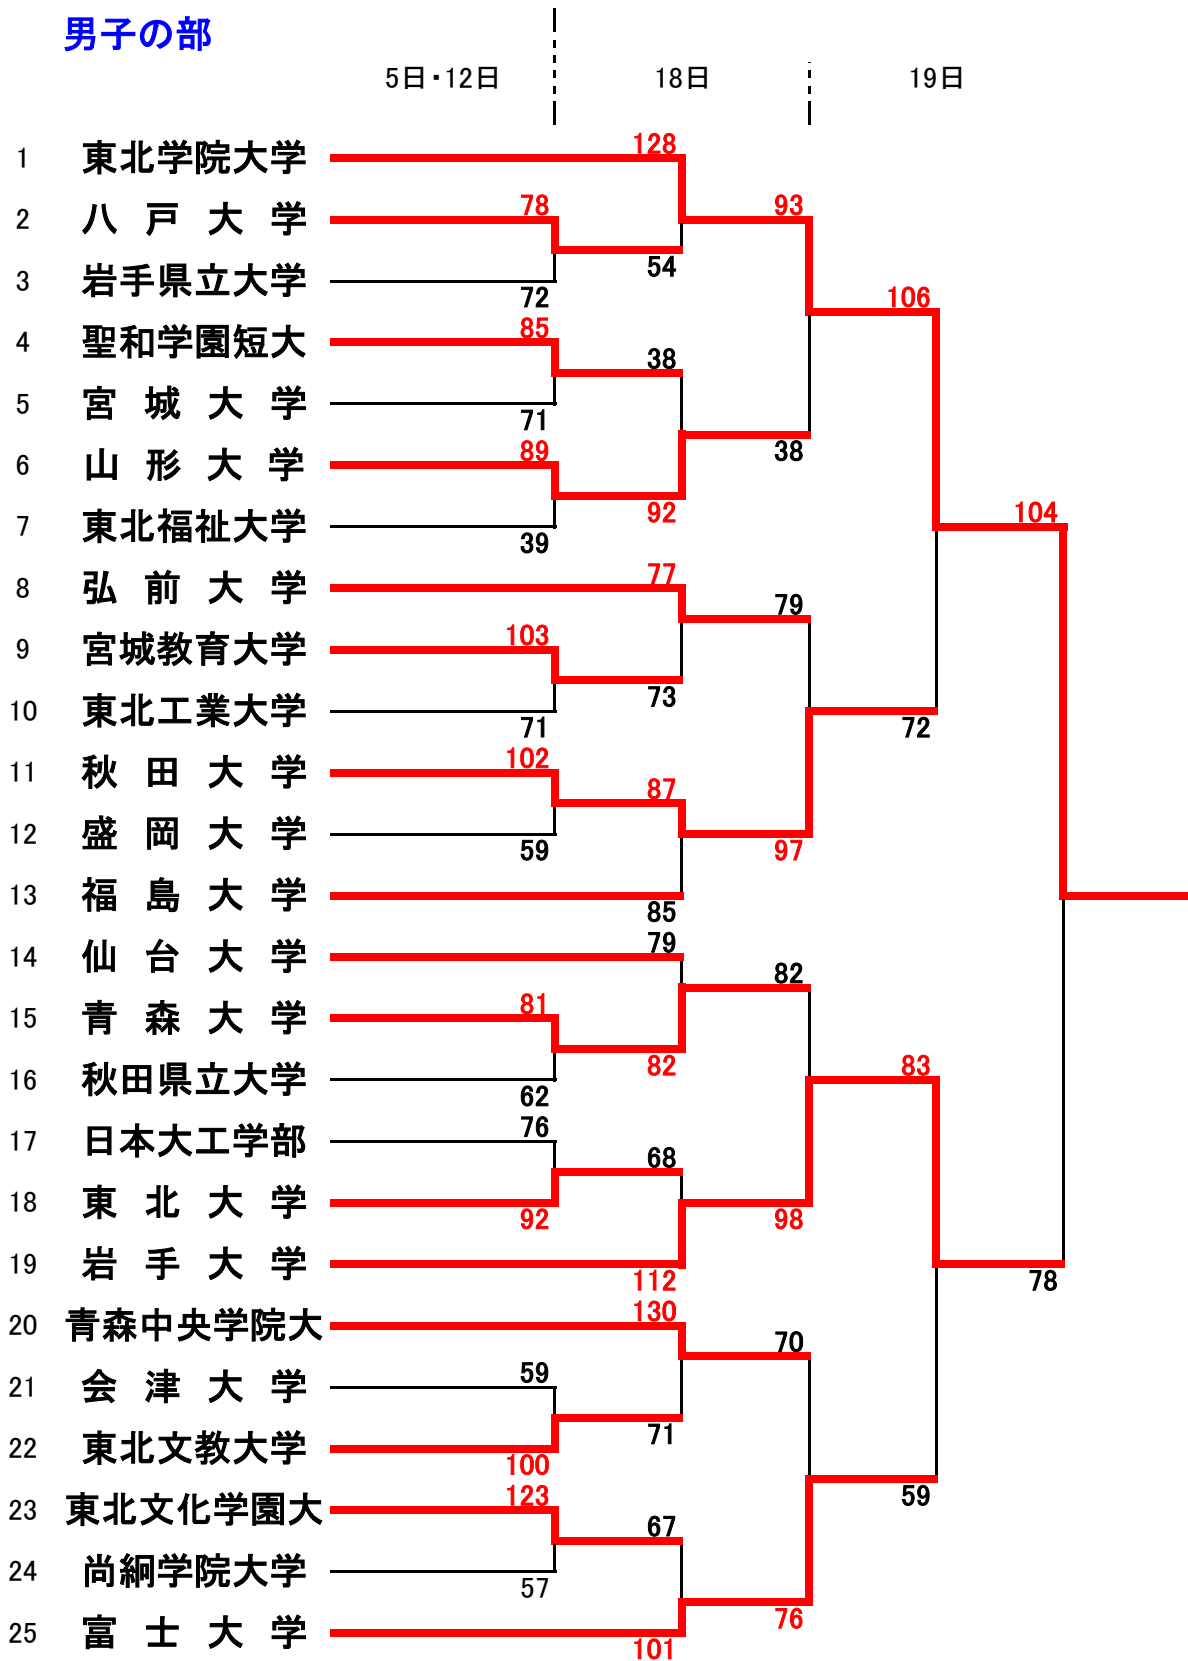 男子の部
5日・12日 18日 19日
128
1 東北学院大学
78 93
2 八戸大学
54
3 岩手県立大学
72 106
85
4 聖和学園短大
38
5 宮城大学
71
89 38
6 山形大学
92 104
7 東北福祉大学
39
77
8 弘前大学
79
103
9 宮城教育大学
73
10 東北工業大学
71 72
102
11 秋田大学
87
12 盛岡大学
59 97
13 福島大学
85
79
14 仙台大学
82
81
15 青森大学
82 83
16 秋田県立大学
62
76
17 日本大工学部
68
18 東北大学
92 98
19 岩手大学
112 78
130
20 青森中央学院大
70
59
21 会津大学
71
22 東北文教大学
100
123 59
23 東北文化学園大
67
24 尚絅学院大学
57
76
25 富士大学
101